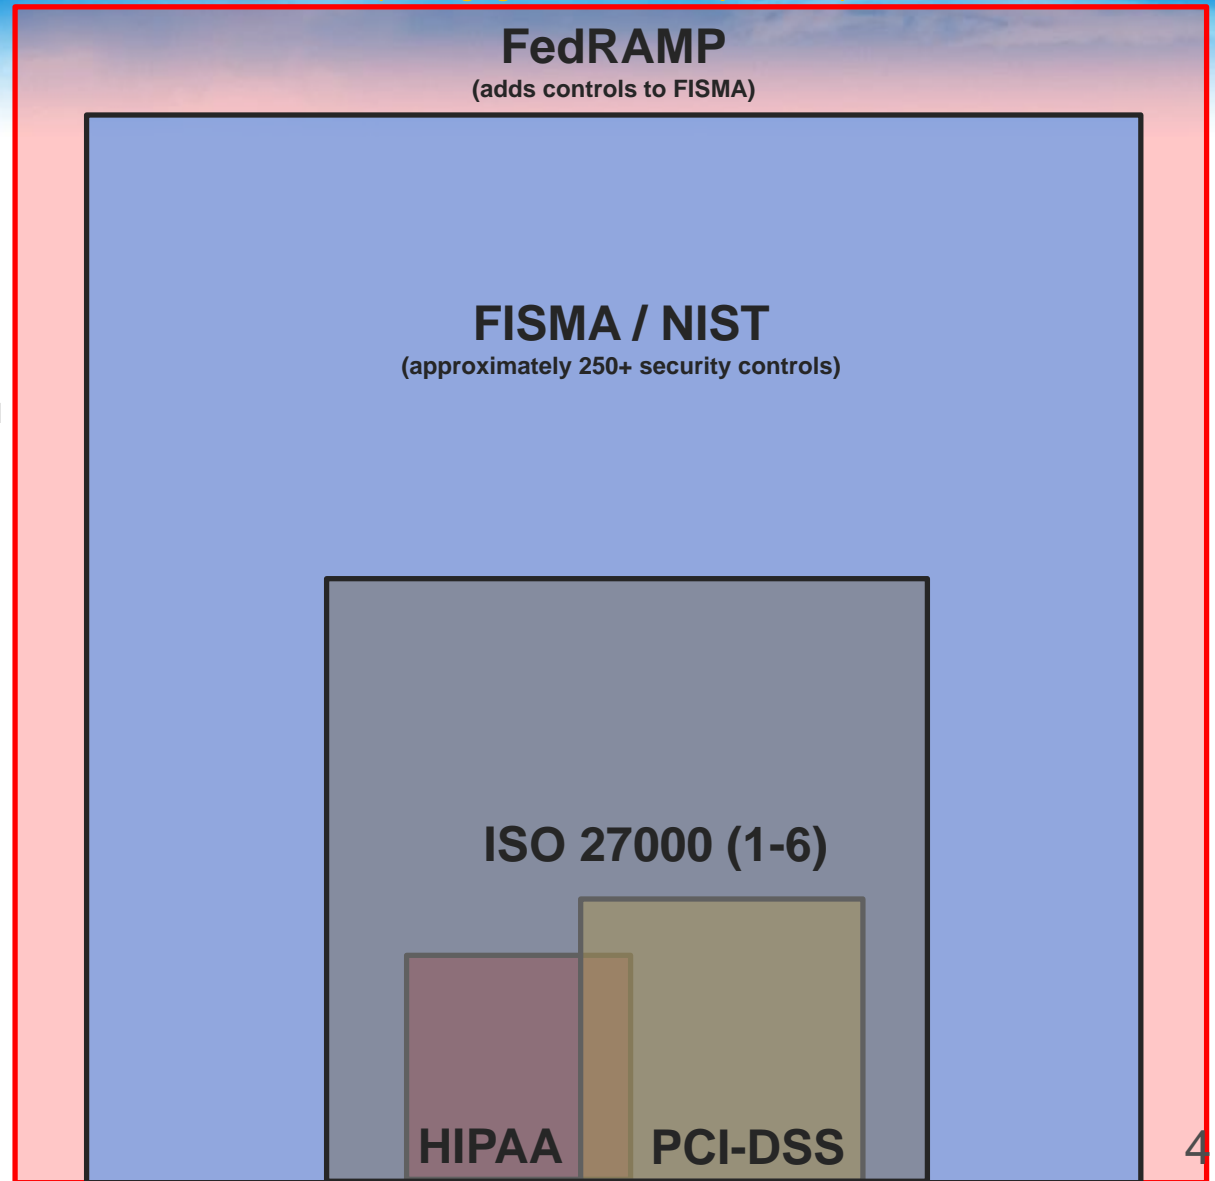 FedRAMP
(adds controls to FISMA)
FISMA / NIST
(approximately 250+ security controls)
ISO 27000 (1-6)
HIPAA
PCI-DSS
4